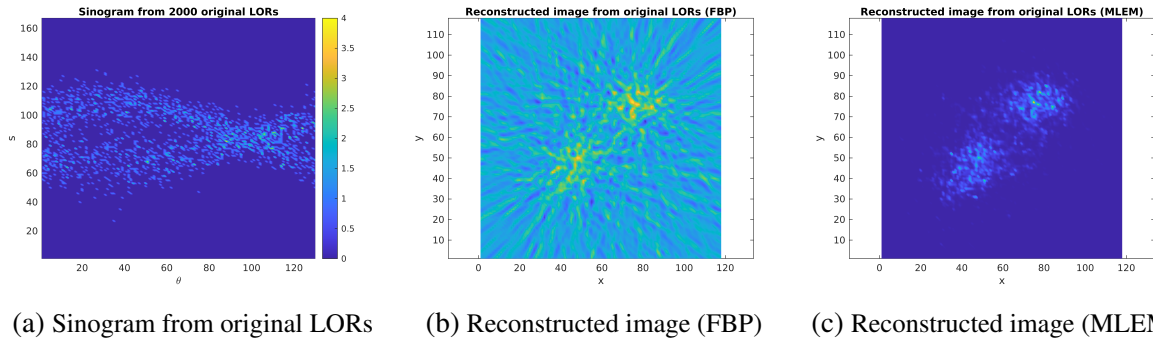 Sinogram from 2000 original LORs
s
160
140
120
100
80
60
40
20
20 40 60 80 100 120
θ
4
3.5
3
2.5
2
1.5
1
0.5
0
Reconstructed image from original LORs (FBP)
y
110
100
90
80
70
60
50
40
30
20
10
0 20 40 60 80 100 120
x
Reconstructed image from original LORs (MLEM)
y
110
100
90
80
70
60
50
40
30
20
10
0 20 40 60 80 100 120
x
(a) Sinogram from original LORs
(b) Reconstructed image (FBP)
(c) Reconstructed image (MLEM